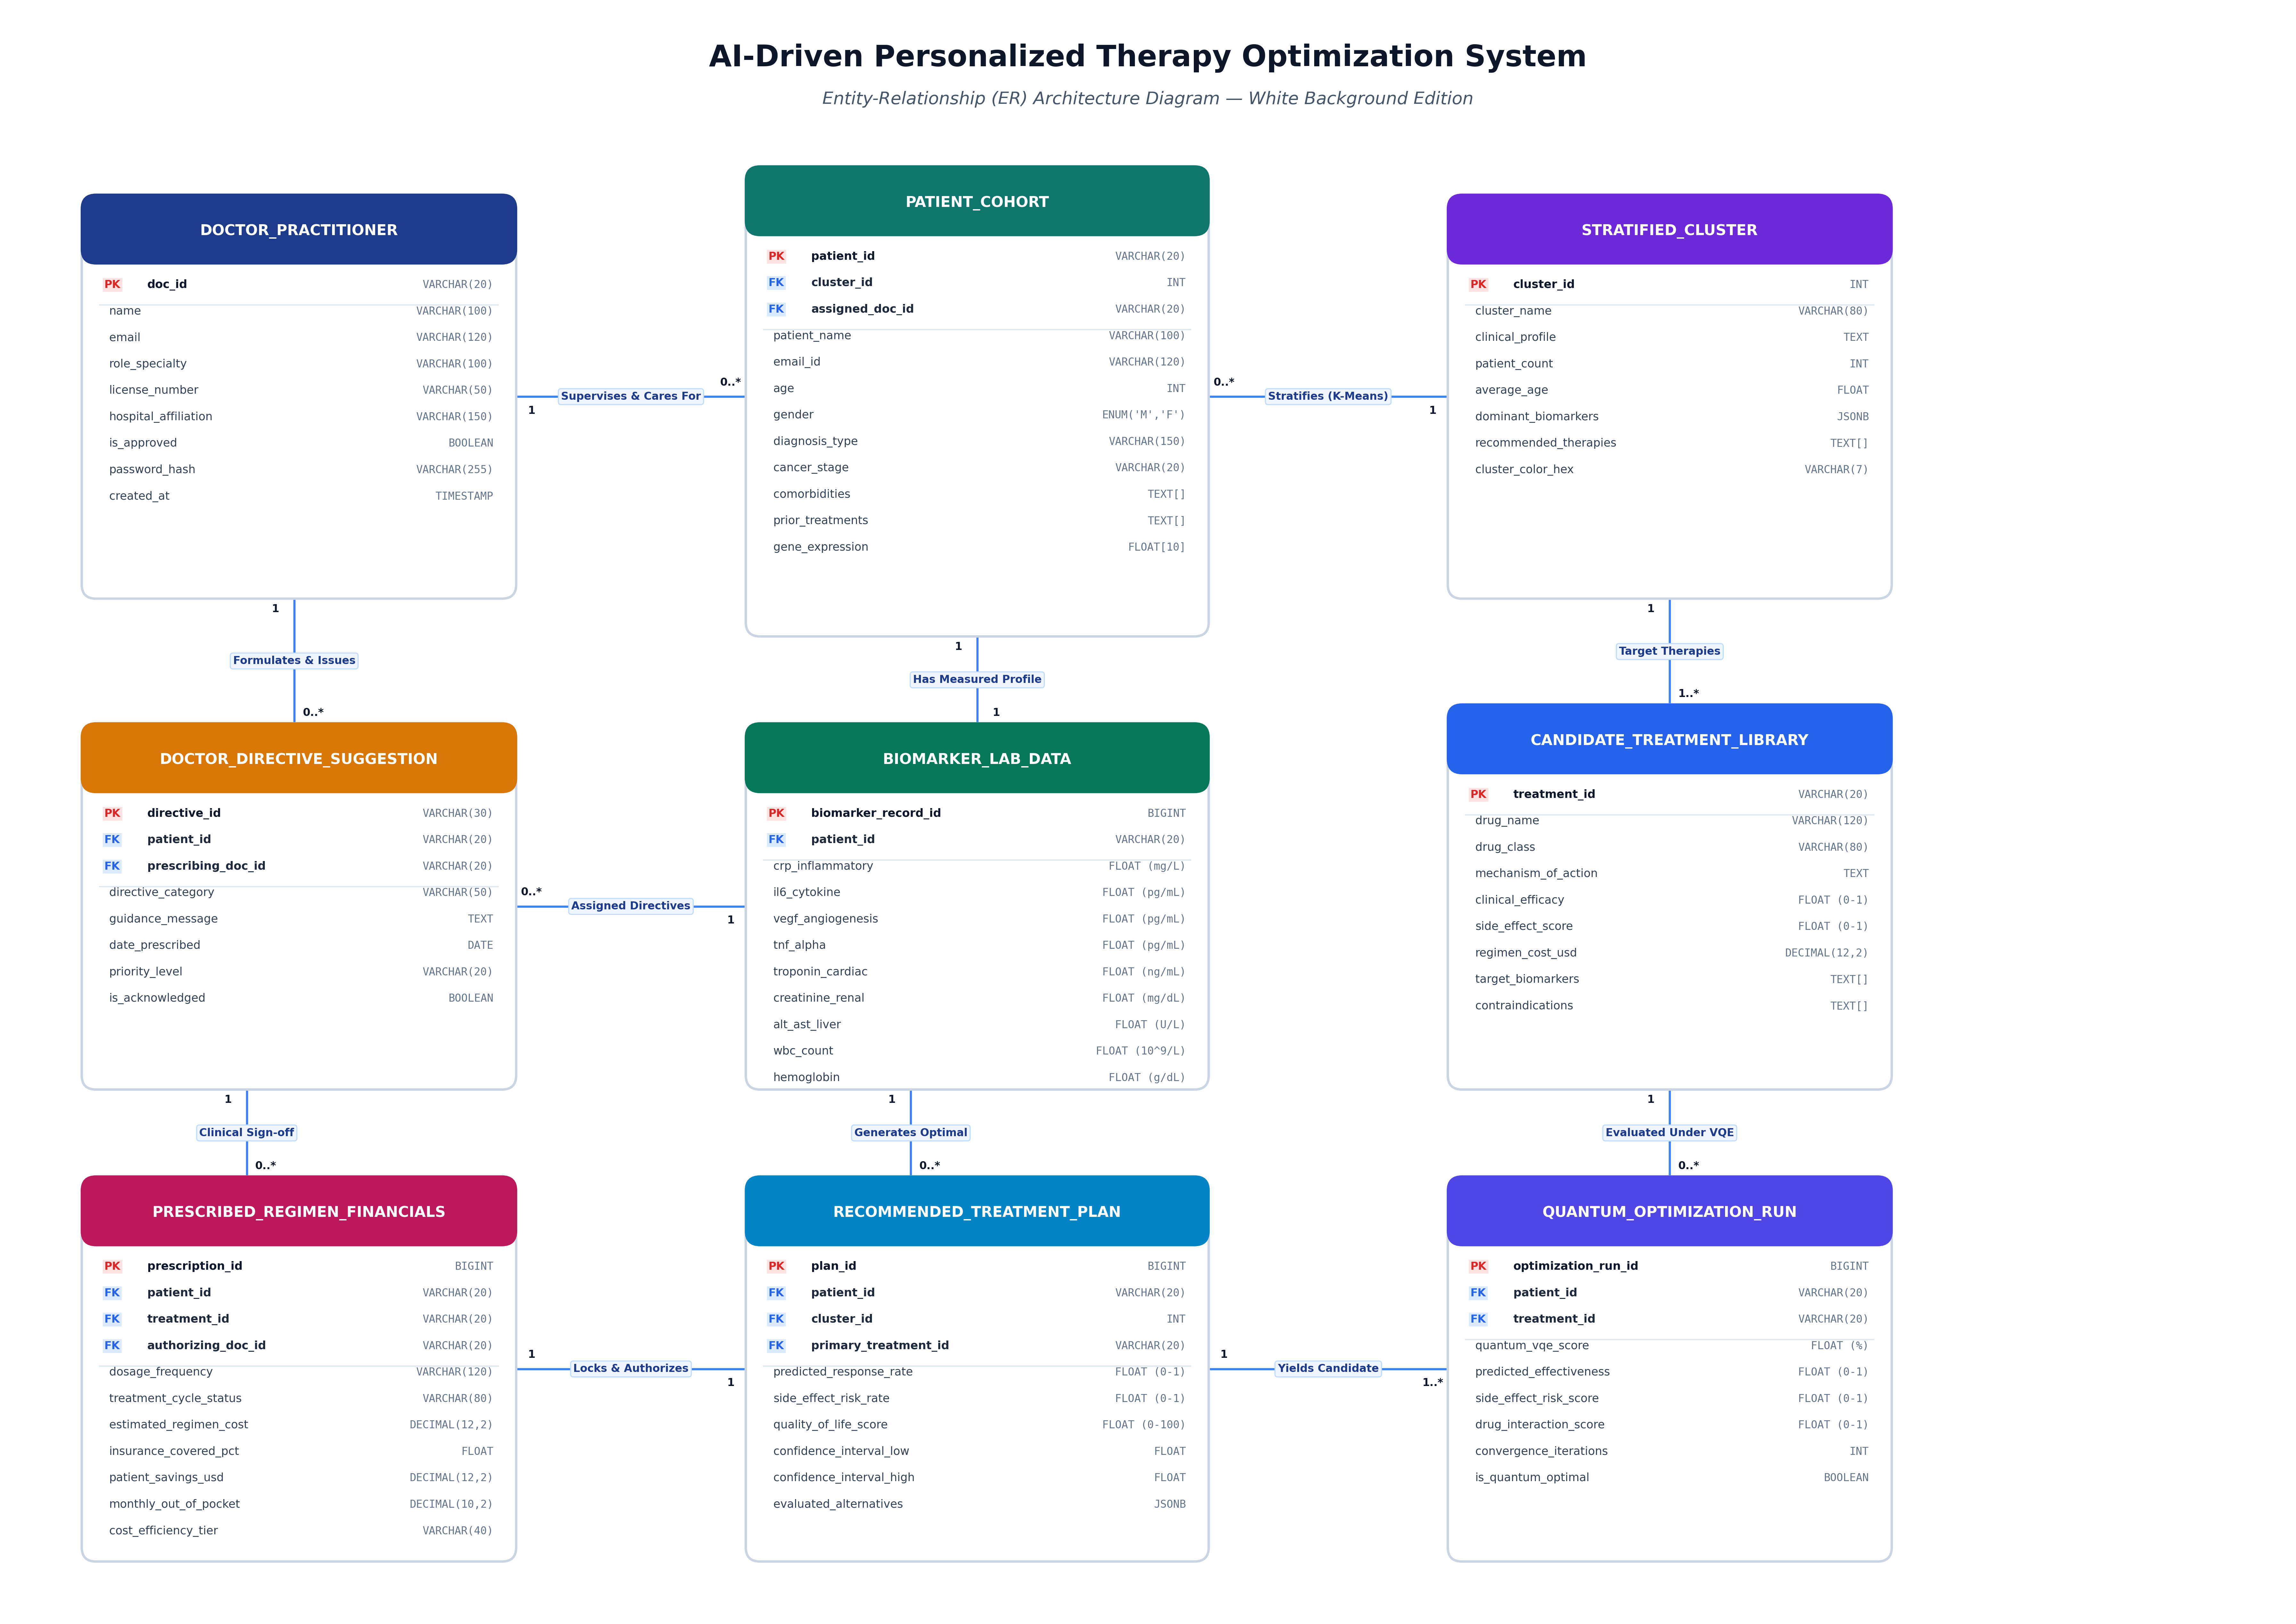 AI-Driven Personalized Therapy Optimization System
Entity-Relationship (ER) Architecture Diagram — White Background Edition
DOCTOR_PRACTITIONER
PK doc_id VARCHAR(20)
name VARCHAR(100)
email VARCHAR(120)
role_specialty VARCHAR(100)
license_number VARCHAR(50)
hospital_affiliation VARCHAR(150)
is_approved BOOLEAN
password_hash VARCHAR(255)
created_at TIMESTAMP
1
Supervises & Cares For
0..*
PATIENT_COHORT
PK patient_id VARCHAR(20)
FK cluster_id INT
FK assigned_doc_id VARCHAR(20)
patient_name VARCHAR(100)
email_id VARCHAR(120)
age INT
gender ENUM('M','F')
diagnosis_type VARCHAR(150)
cancer_stage VARCHAR(20)
comorbidities TEXT[]
prior_treatments TEXT[]
gene_expression FLOAT[10]
0..*
Stratifies (K-Means)
1
STRATIFIED_CLUSTER
PK cluster_id INT
cluster_name VARCHAR(80)
clinical_profile TEXT
patient_count INT
average_age FLOAT
dominant_biomarkers JSONB
recommended_therapies TEXT[]
cluster_color_hex VARCHAR(7)
1
Formulates & Issues
0..*
1
Has Measured Profile
1
1
Target Therapies
1..*
DOCTOR_DIRECTIVE_SUGGESTION
PK directive_id VARCHAR(30)
FK patient_id VARCHAR(20)
FK prescribing_doc_id VARCHAR(20)
directive_category VARCHAR(50)
guidance_message TEXT
date_prescribed DATE
priority_level VARCHAR(20)
is_acknowledged BOOLEAN
0..*
Assigned Directives
1
BIOMARKER_LAB_DATA
PK biomarker_record_id BIGINT
FK patient_id VARCHAR(20)
crp_inflammatory FLOAT (mg/L)
il6_cytokine FLOAT (pg/mL)
vegf_angiogenesis FLOAT (pg/mL)
tnf_alpha FLOAT (pg/mL)
troponin_cardiac FLOAT (ng/mL)
creatinine_renal FLOAT (mg/dL)
alt_ast_liver FLOAT (U/L)
wbc_count FLOAT (10^9/L)
hemoglobin FLOAT (g/dL)
CANDIDATE_TREATMENT_LIBRARY
PK treatment_id VARCHAR(20)
drug_name VARCHAR(120)
drug_class VARCHAR(80)
mechanism_of_action TEXT
clinical_efficacy FLOAT (0-1)
side_effect_score FLOAT (0-1)
regimen_cost_usd DECIMAL(12,2)
target_biomarkers TEXT[]
contraindications TEXT[]
1
Clinical Sign-off
0..*
1
Generates Optimal
0..*
1
Evaluated Under VQE
0..*
PRESCRIBED_REGIMEN_FINANCIALS
PK prescription_id BIGINT
FK patient_id VARCHAR(20)
FK treatment_id VARCHAR(20)
FK authorizing_doc_id VARCHAR(20)
dosage_frequency VARCHAR(120)
treatment_cycle_status VARCHAR(80)
estimated_regimen_cost DECIMAL(12,2)
insurance_covered_pct FLOAT
patient_savings_usd DECIMAL(12,2)
monthly_out_of_pocket DECIMAL(10,2)
cost_efficiency_tier VARCHAR(40)
1
Locks & Authorizes
1
RECOMMENDED_TREATMENT_PLAN
PK plan_id BIGINT
FK patient_id VARCHAR(20)
FK cluster_id INT
FK primary_treatment_id VARCHAR(20)
predicted_response_rate FLOAT (0-1)
side_effect_risk_rate FLOAT (0-1)
quality_of_life_score FLOAT (0-100)
confidence_interval_low FLOAT
confidence_interval_high FLOAT
evaluated_alternatives JSONB
1
Yields Candidate
1..*
QUANTUM_OPTIMIZATION_RUN
PK optimization_run_id BIGINT
FK patient_id VARCHAR(20)
FK treatment_id VARCHAR(20)
quantum_vqe_score FLOAT (%)
predicted_effectiveness FLOAT (0-1)
side_effect_risk_score FLOAT (0-1)
drug_interaction_score FLOAT (0-1)
convergence_iterations INT
is_quantum_optimal BOOLEAN